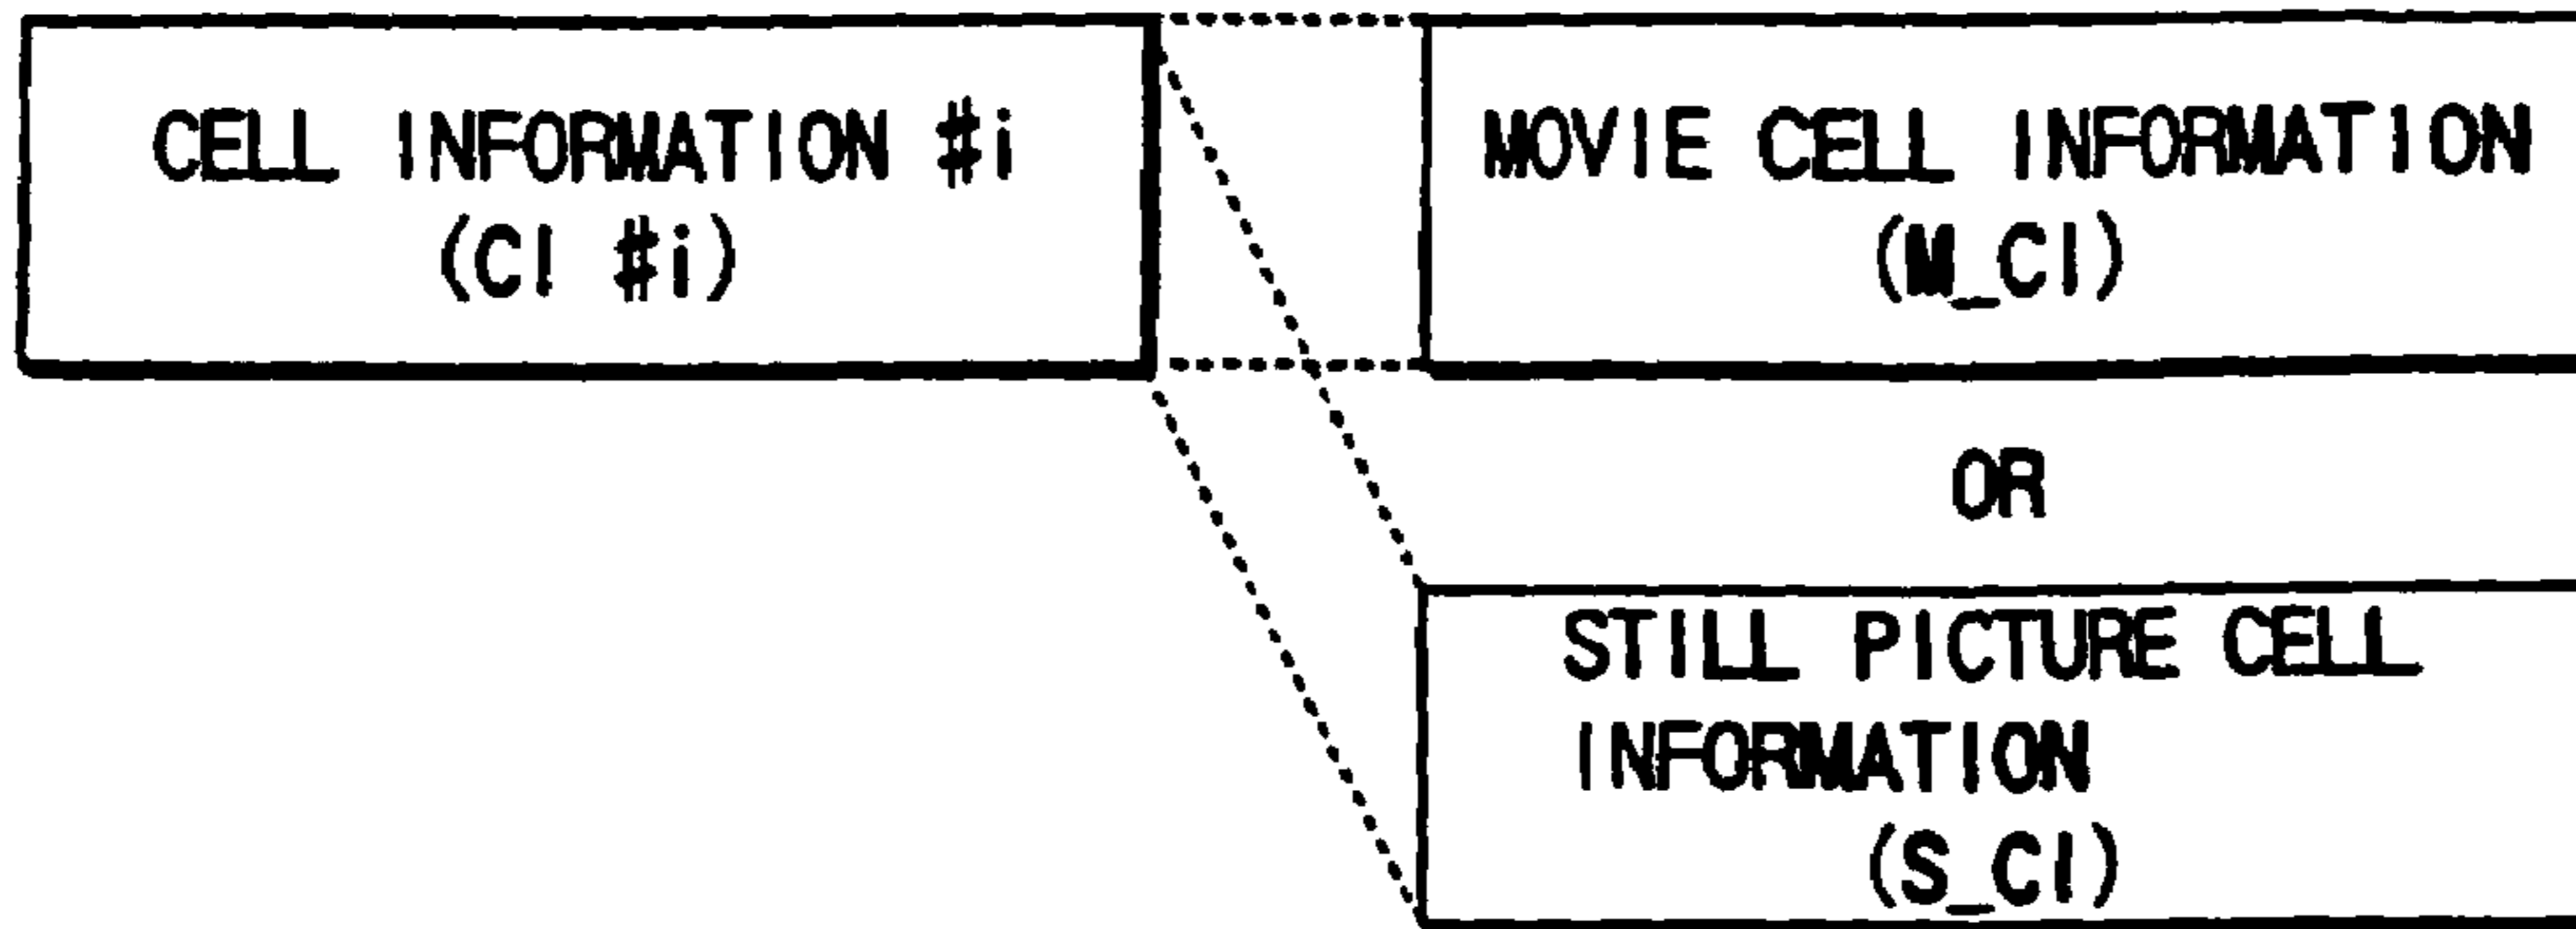 CELL INFORMATION #i
(CI #i)
MOVIE CELL INFORMATION
(M_CI)
OR
STILL PICTURE CELL
INFORMATION
(S_CI)